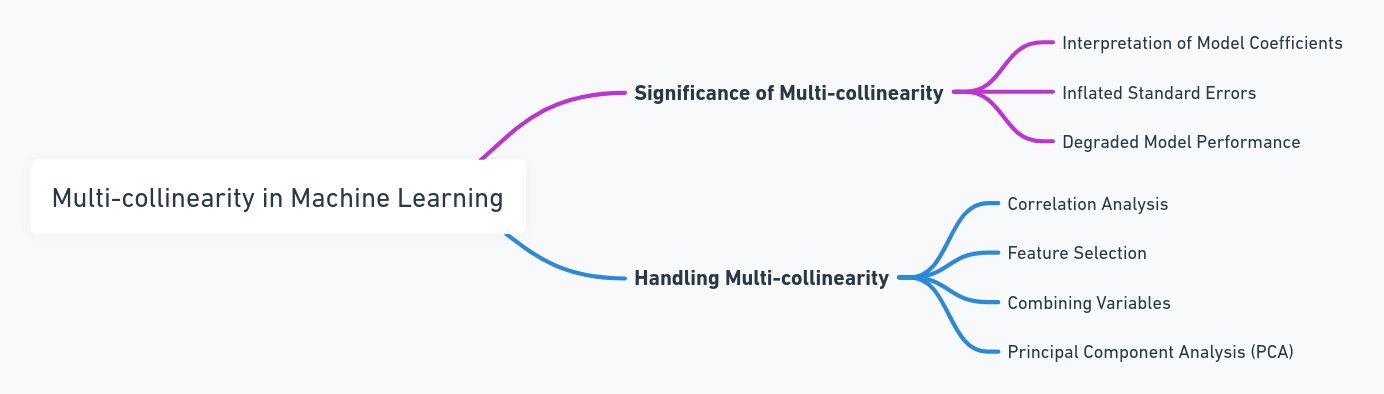 Multi-collinearity in Machine Learning
Significance of Multi-collinearity
Interpretation of Model Coefficients
Inflated Standard Errors
Degraded Model Performance
Handling Multi-collinearity
Correlation Analysis
Feature Selection
Combining Variables
Principal Component Analysis (PCA)